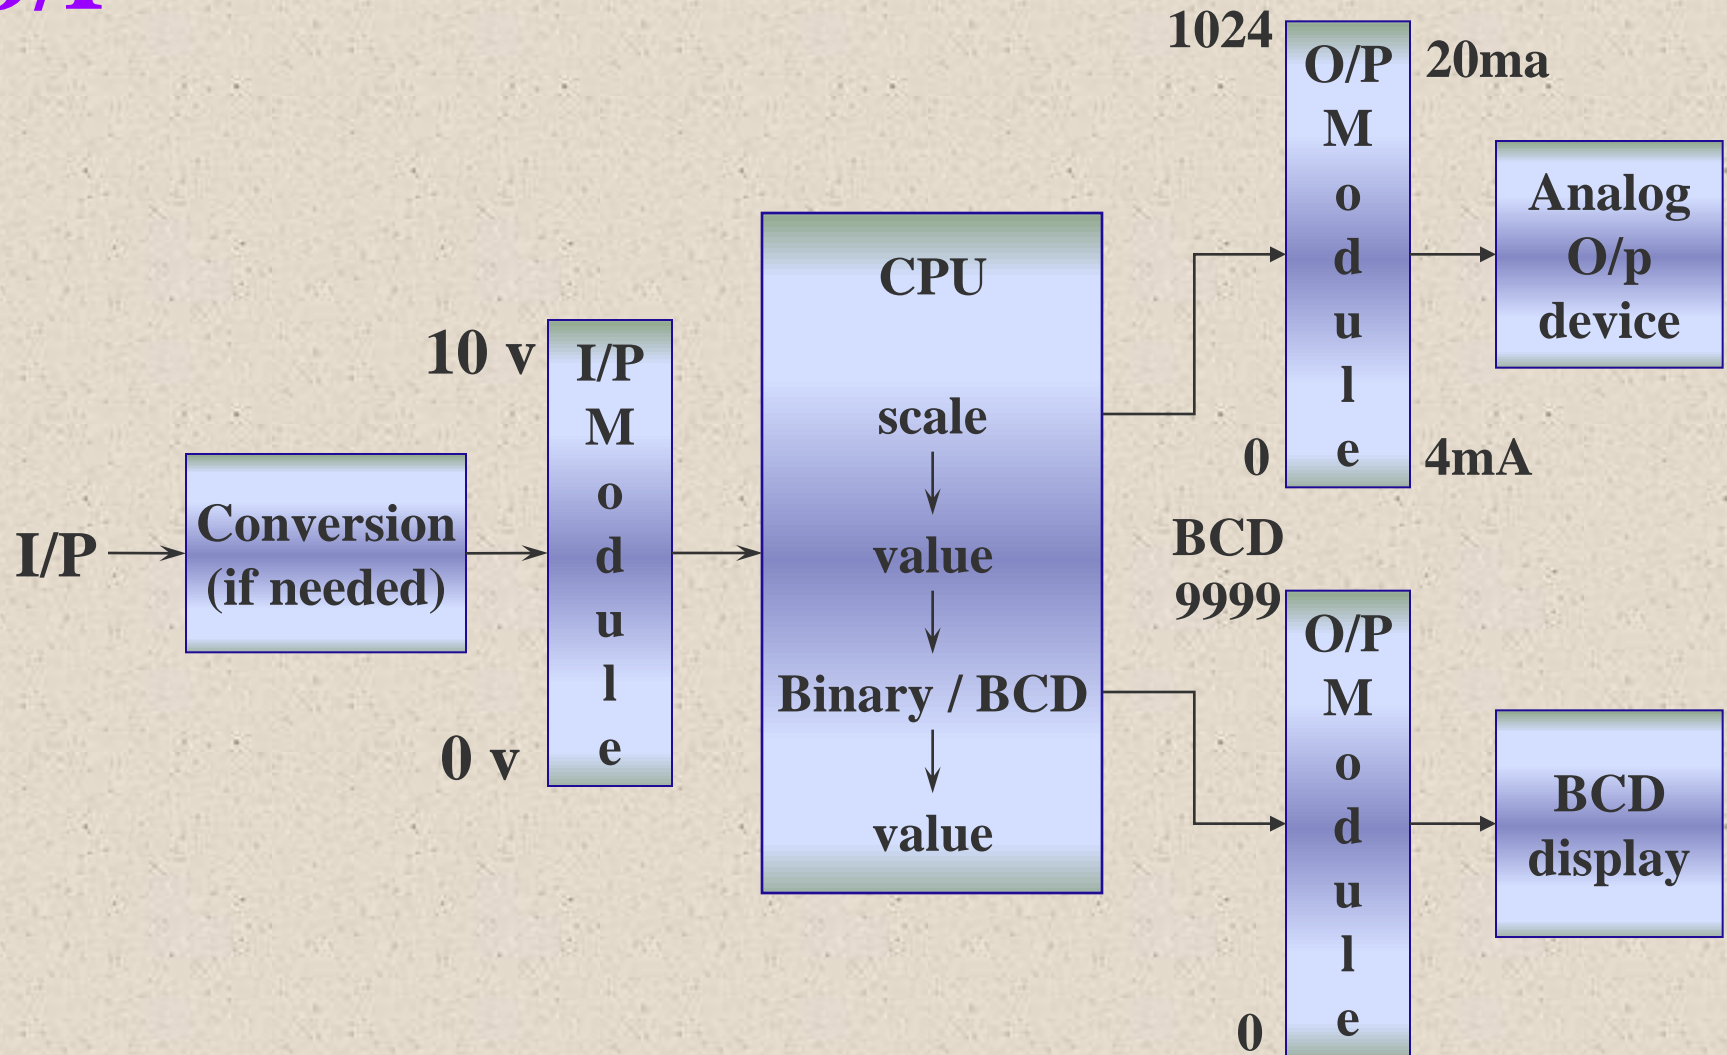 1024
O/P
M
o
d
u
l
e
20ma
0
4mA
Analog
O/p
device
I/P
Conversion
(if needed)
10 v
0 v
I/P
M
o
d
u
l
e
CPU
scale
value
Binary / BCD
value
BCD
9999
0
O/P
M
o
d
u
l
e
BCD
display